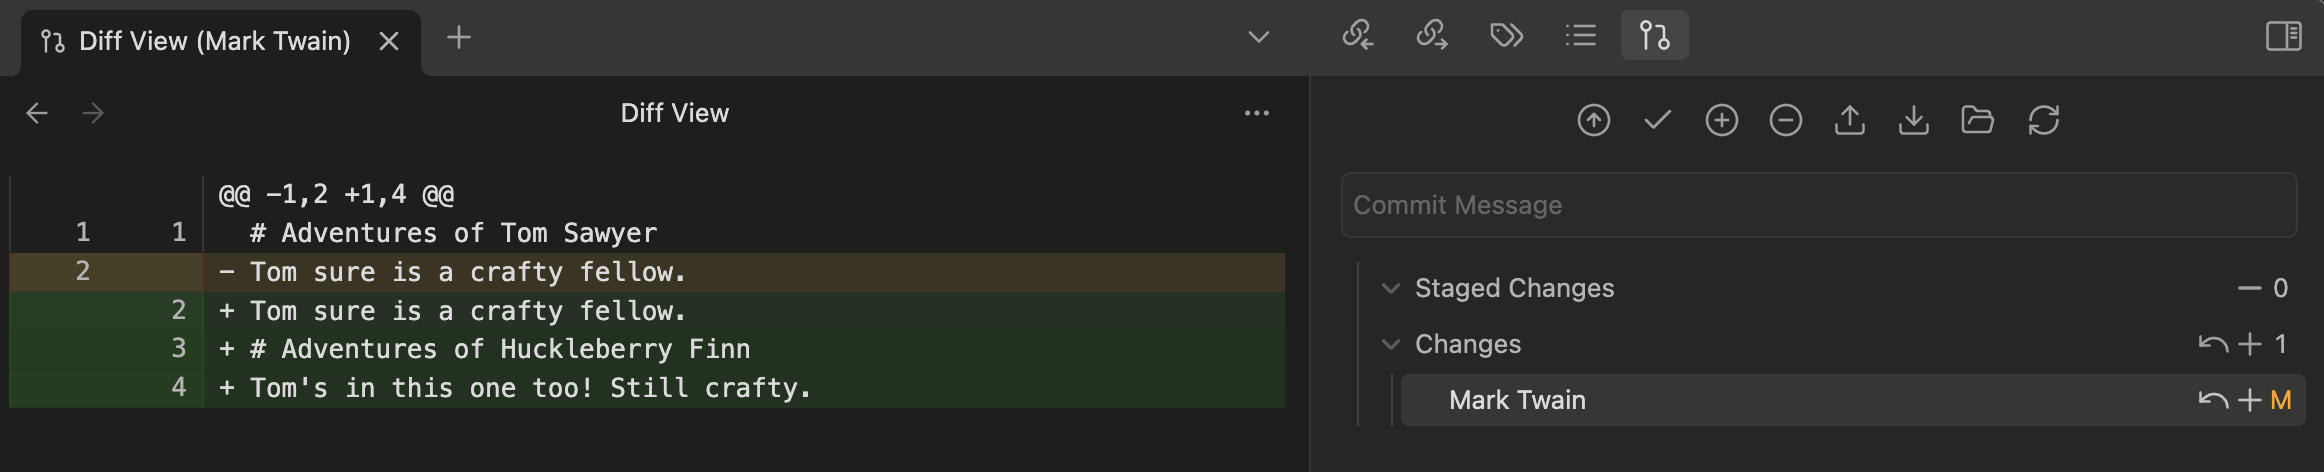 Diff View (Mark Twain)
Diff View
@@ -1,2 +1,4 @@
1 1 # Adventures of Tom Sawyer
2 - Tom sure is a crafty fellow.
2 + Tom sure is a crafty fellow.
3 + # Adventures of Huckleberry Finn
4 + Tom's in this one too! Still crafty.
Commit Message
Staged Changes 0
Changes 1
Mark Twain M